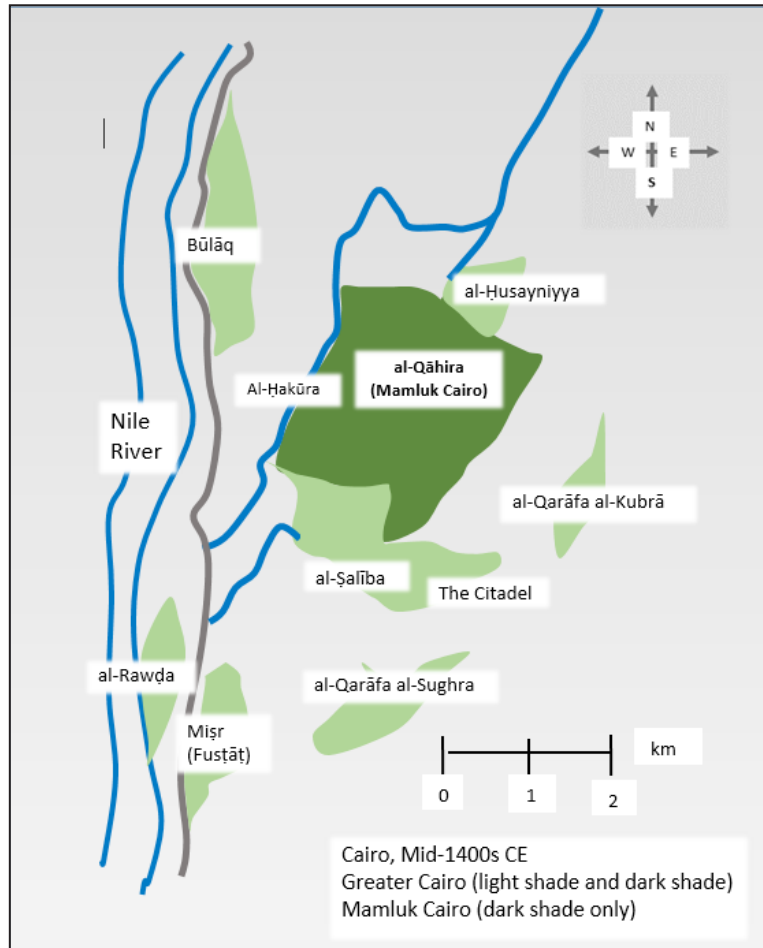 N
W
E
S
Būlāq
al-Ḥusayniyya
al-Qāhira
(Mamluk Cairo)
Al-Ḥakūra
Nile
River
al-Qarāfa al-Kubrā
al-Ṣalība
The Citadel
al-Rawḍa
al-Qarāfa al-Sughra
Miṣr
(Fusṭāṭ)
km
0
1
2
Cairo, Mid-1400s CE
Greater Cairo (light shade and dark shade)
Mamluk Cairo (dark shade only)